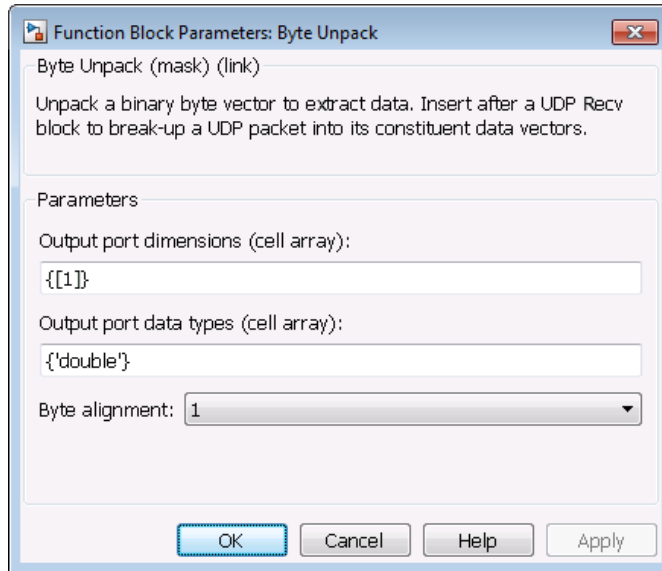 Function Block Parameters: Byte Unpack
Byte Unpack (mask) (link)
Unpack a binary byte vector to extract data. Insert after a UDP Recv
block to break-up a UDP packet into its constituent data vectors.
Parameters
Output port dimensions (cell array):
{[1]}
Output port data types (cell array):
{'double'}
Byte alignment: 1
OK Cancel Help Apply